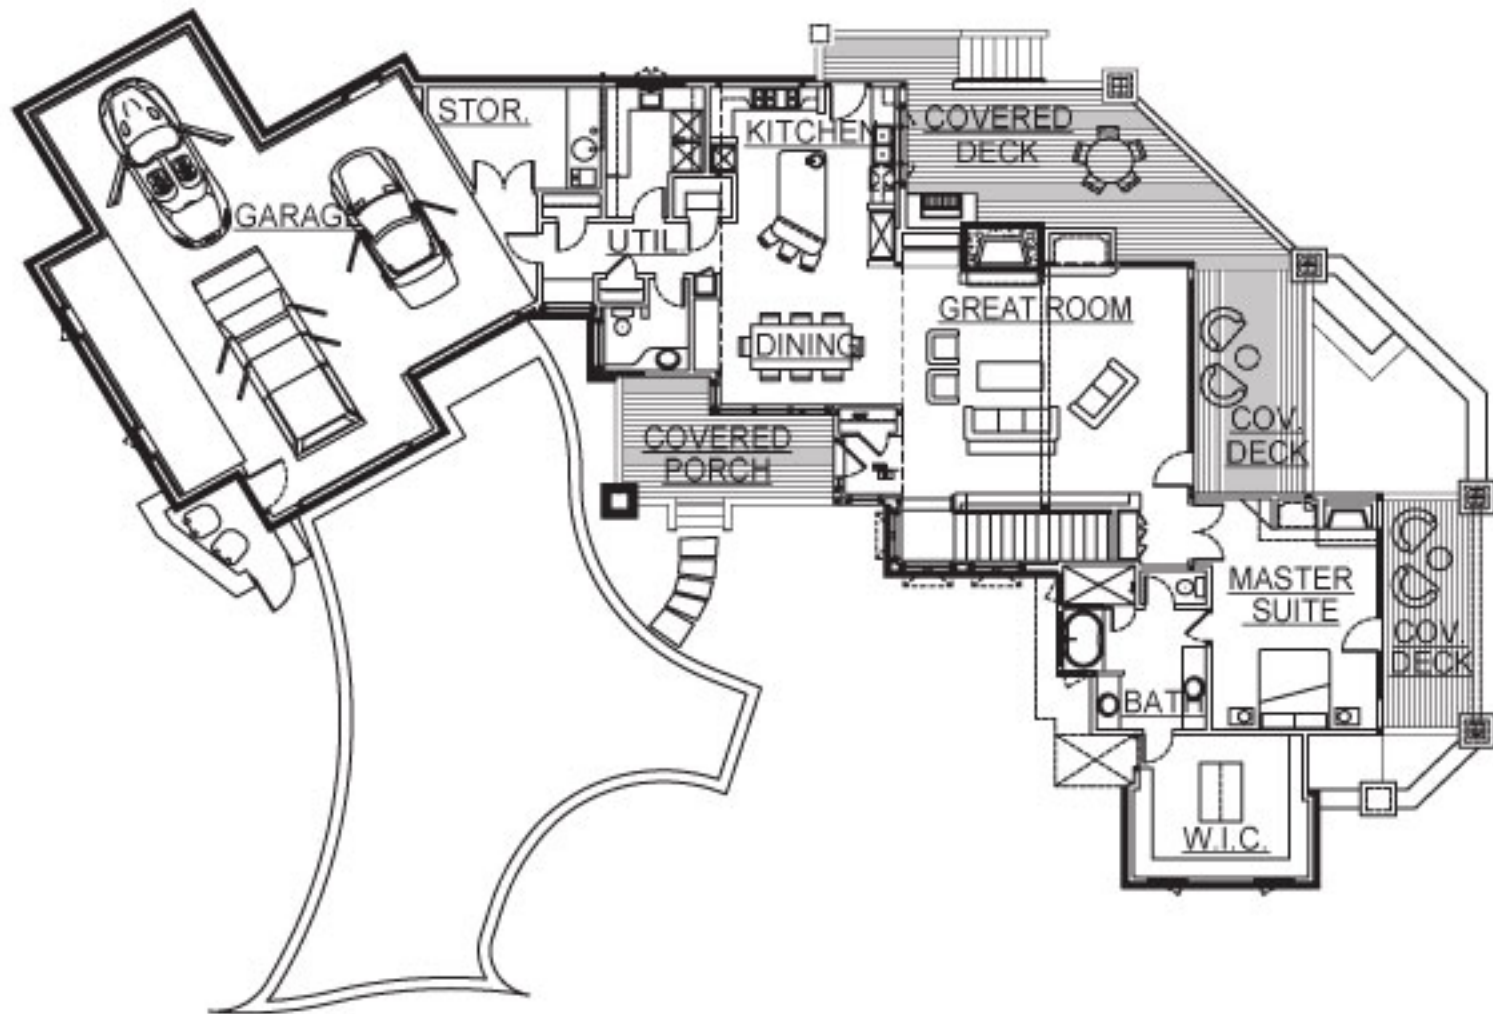 STOR.
KITCHEN
COVERED
DECK
GARAGE
UTIL.
GREAT ROOM
DINING
COV.
DECK
COVERED
PORCH
MASTER
SUITE
COV.
DECK
BATH
W.I.C.